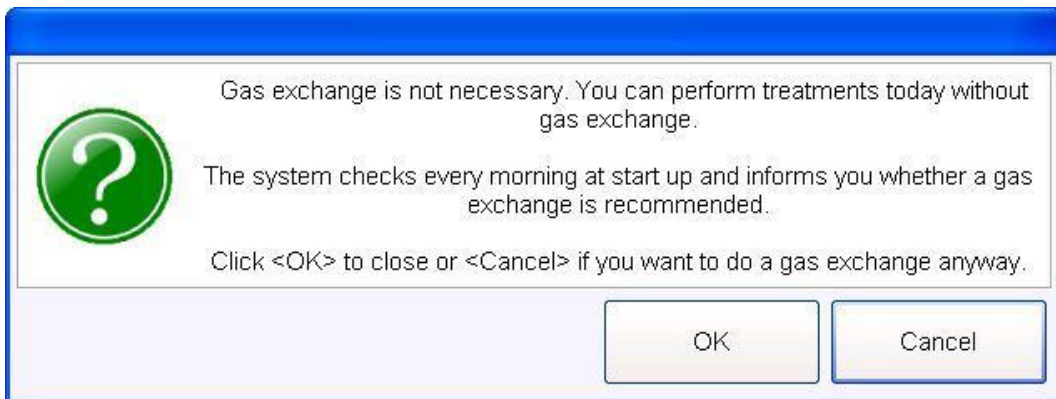 Gas exchange is not necessary. You can perform treatments today without
gas exchange.
The system checks every morning at start up and informs you whether a gas
exchange is recommended.
Click <OK> to close or <Cancel> if you want to do a gas exchange anyway.
OK
Cancel